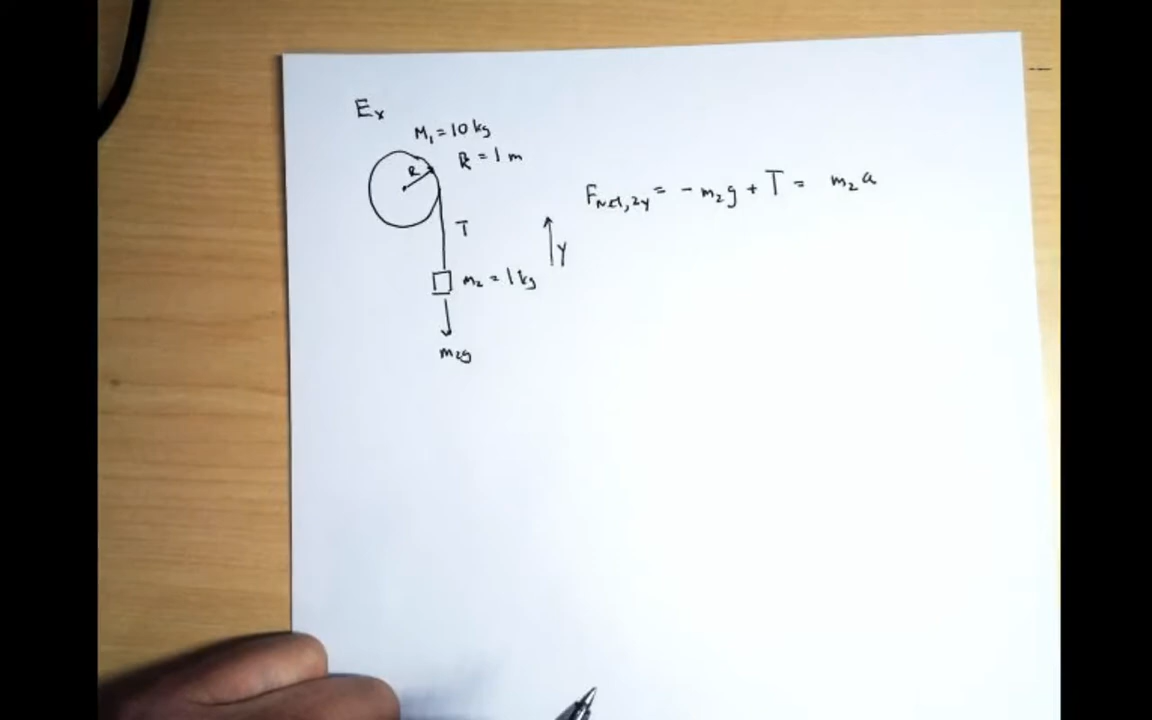 Ex
M₁ = 10 kg
R = 1 m
R
T
m₂ = 1 kg
m₂g
y
F_Net,2y = -m₂g + T = m₂a